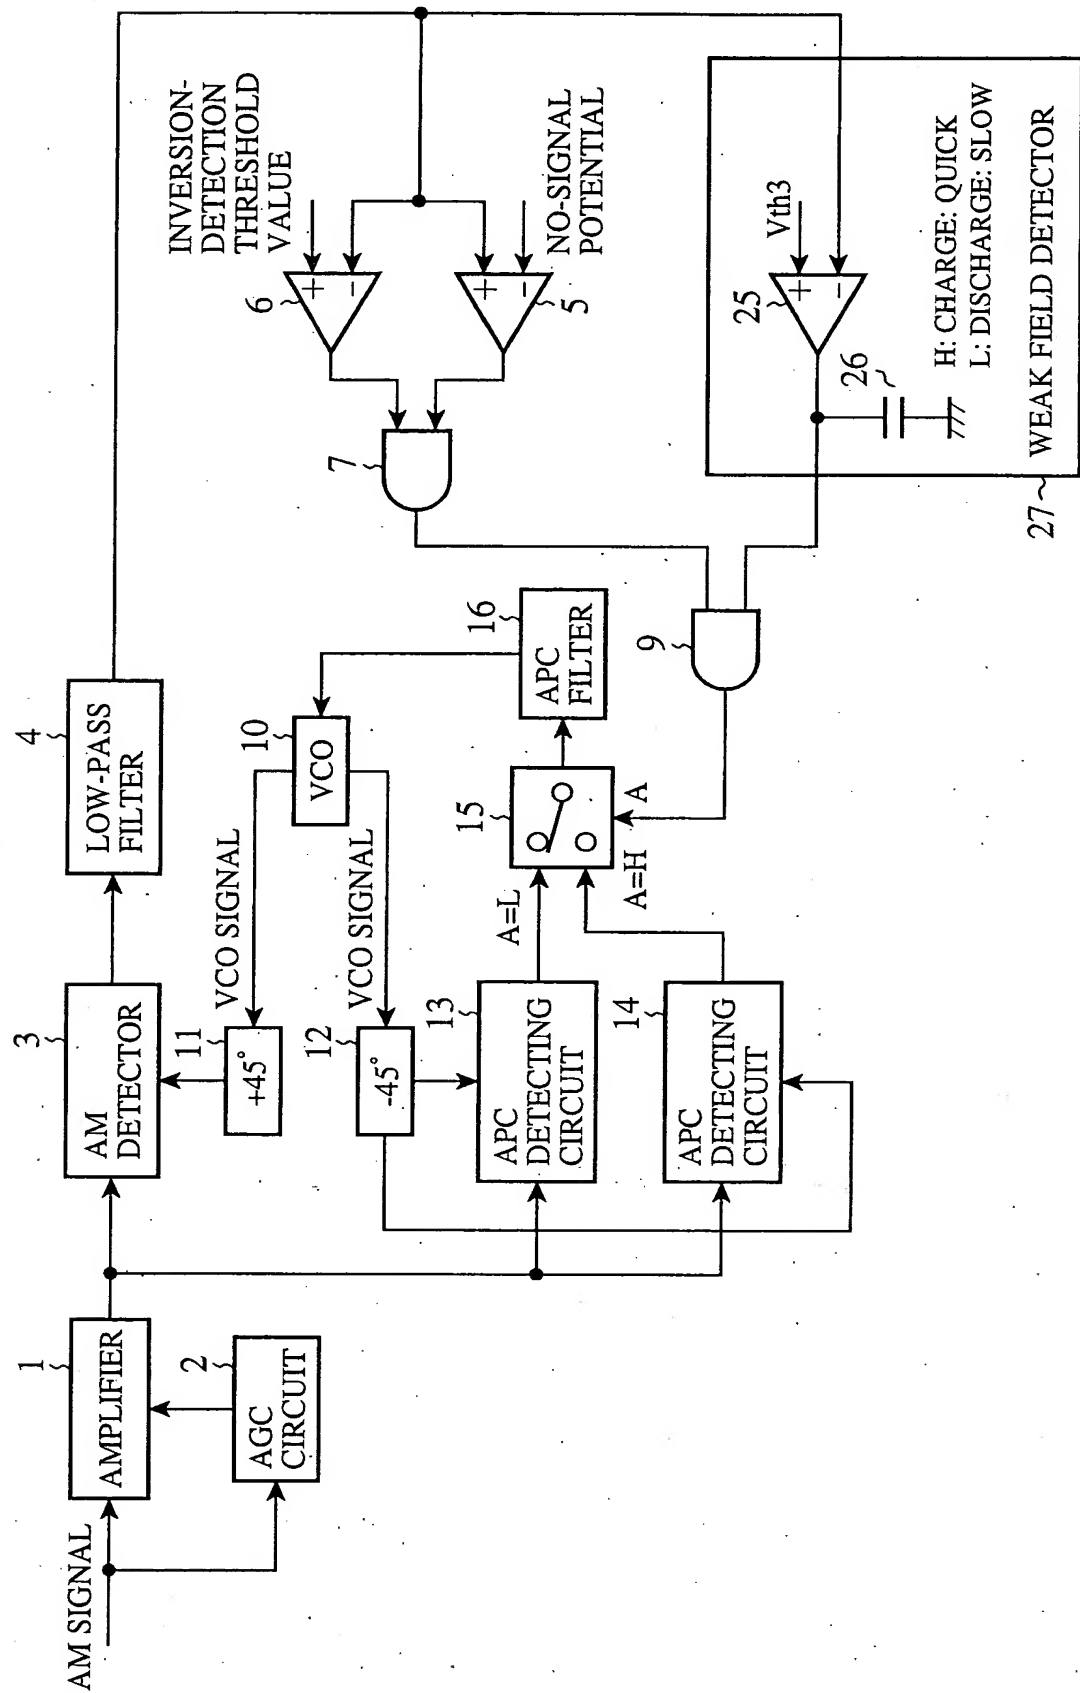 AM SIGNAL
1
AMPLIFIER
2
AGC
CIRCUIT
3
AM
DETECTOR
4
LOW-PASS
FILTER
11
+45°
VCO SIGNAL
10
VCO
12
-45°
VCO SIGNAL
13
APC
DETECTING
CIRCUIT
14
APC
DETECTING
CIRCUIT
A=L
A=H
15
A
16
APC
FILTER
INVERSION-
DETECTION
THRESHOLD
VALUE
6
+
-
NO-SIGNAL
POTENTIAL
5
+
-
7
9
Vth3
25
+
-
26
H: CHARGE: QUICK
L: DISCHARGE: SLOW
WEAK FIELD DETECTOR
27